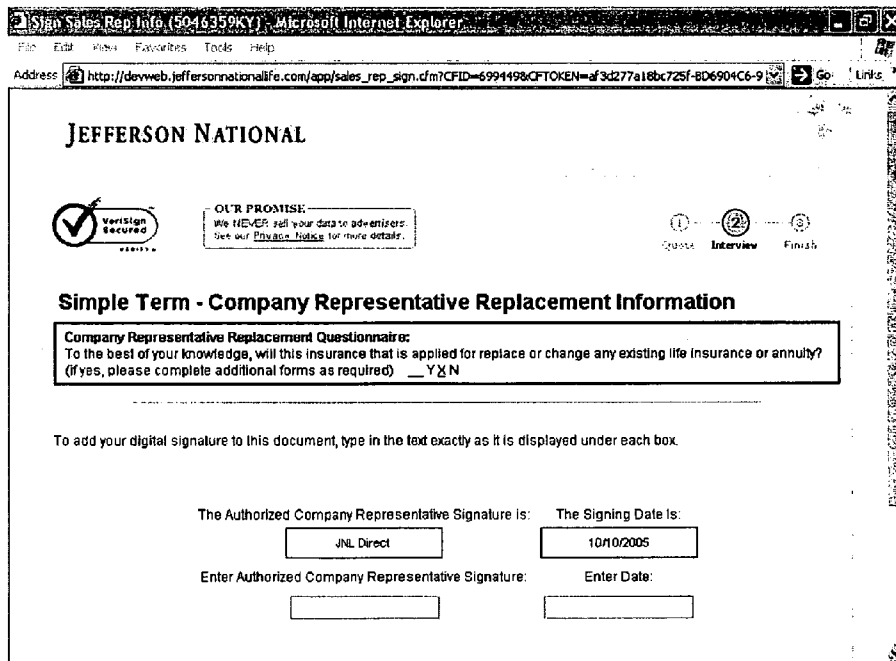 Sign Sales Rep Info (5046359KY) - Microsoft Internet Explorer
File Edit View Favorites Tools Help
Address http://devweb.jeffersonnationallife.com/app/sales_rep_sign.cfm?CFID=699449&CFTOKEN=af3d277a18bc725f-BD6904C6-9 Go Links
JEFFERSON NATIONAL
VeriSign Secured
VERIFY
OUR PROMISE
We NEVER sell your data to advertisers.
See our Privacy Notice for more details.
1 2 3
Quote Interview Finish
Simple Term - Company Representative Replacement Information
Company Representative Replacement Questionnaire:
To the best of your knowledge, will this insurance that is applied for replace or change any existing life insurance or annuity?
(if yes, please complete additional forms as required) __ Y X N
To add your digital signature to this document, type in the text exactly as it is displayed under each box.
The Authorized Company Representative Signature is: The Signing Date Is:
JNL Direct 10/10/2005
Enter Authorized Company Representative Signature: Enter Date: